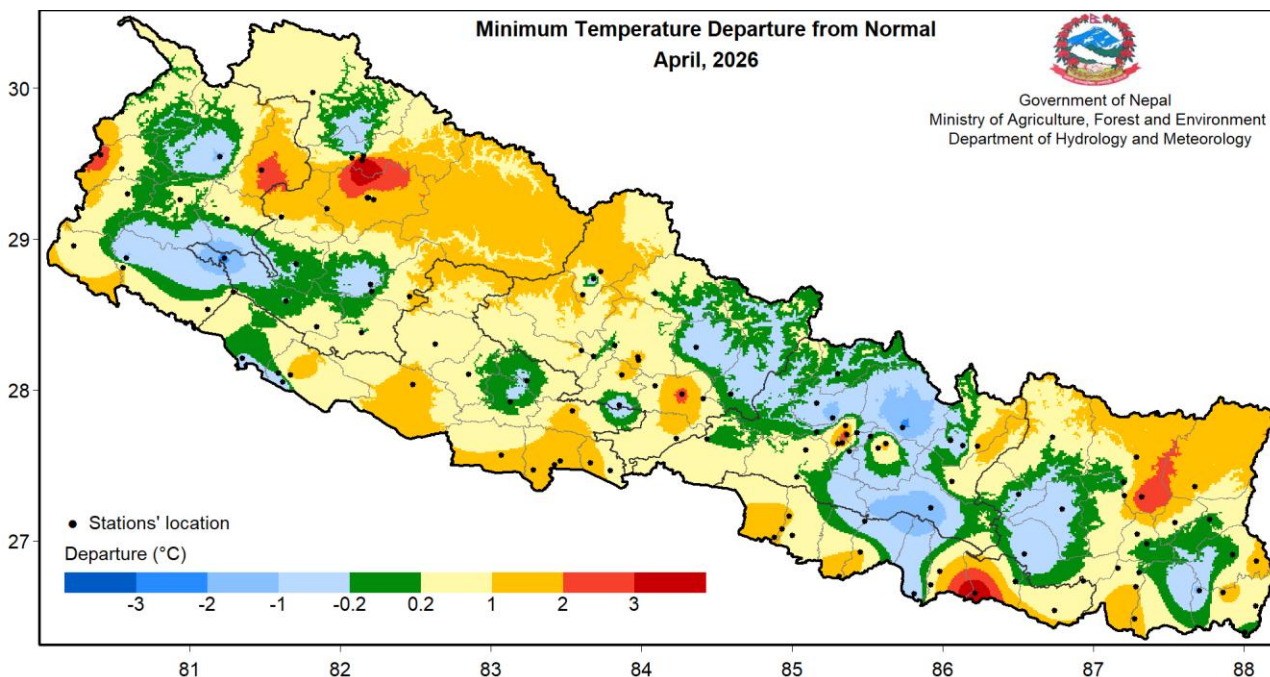 Minimum Temperature Departure from Normal
April, 2026
Government of Nepal
Ministry of Agriculture, Forest and Environment
Department of Hydrology and Meteorology
30
29
28
27
Stations' location
Departure (°C)
-3 -2 -1 -0.2 0.2 1 2 3
81 82 83 84 85 86 87 88